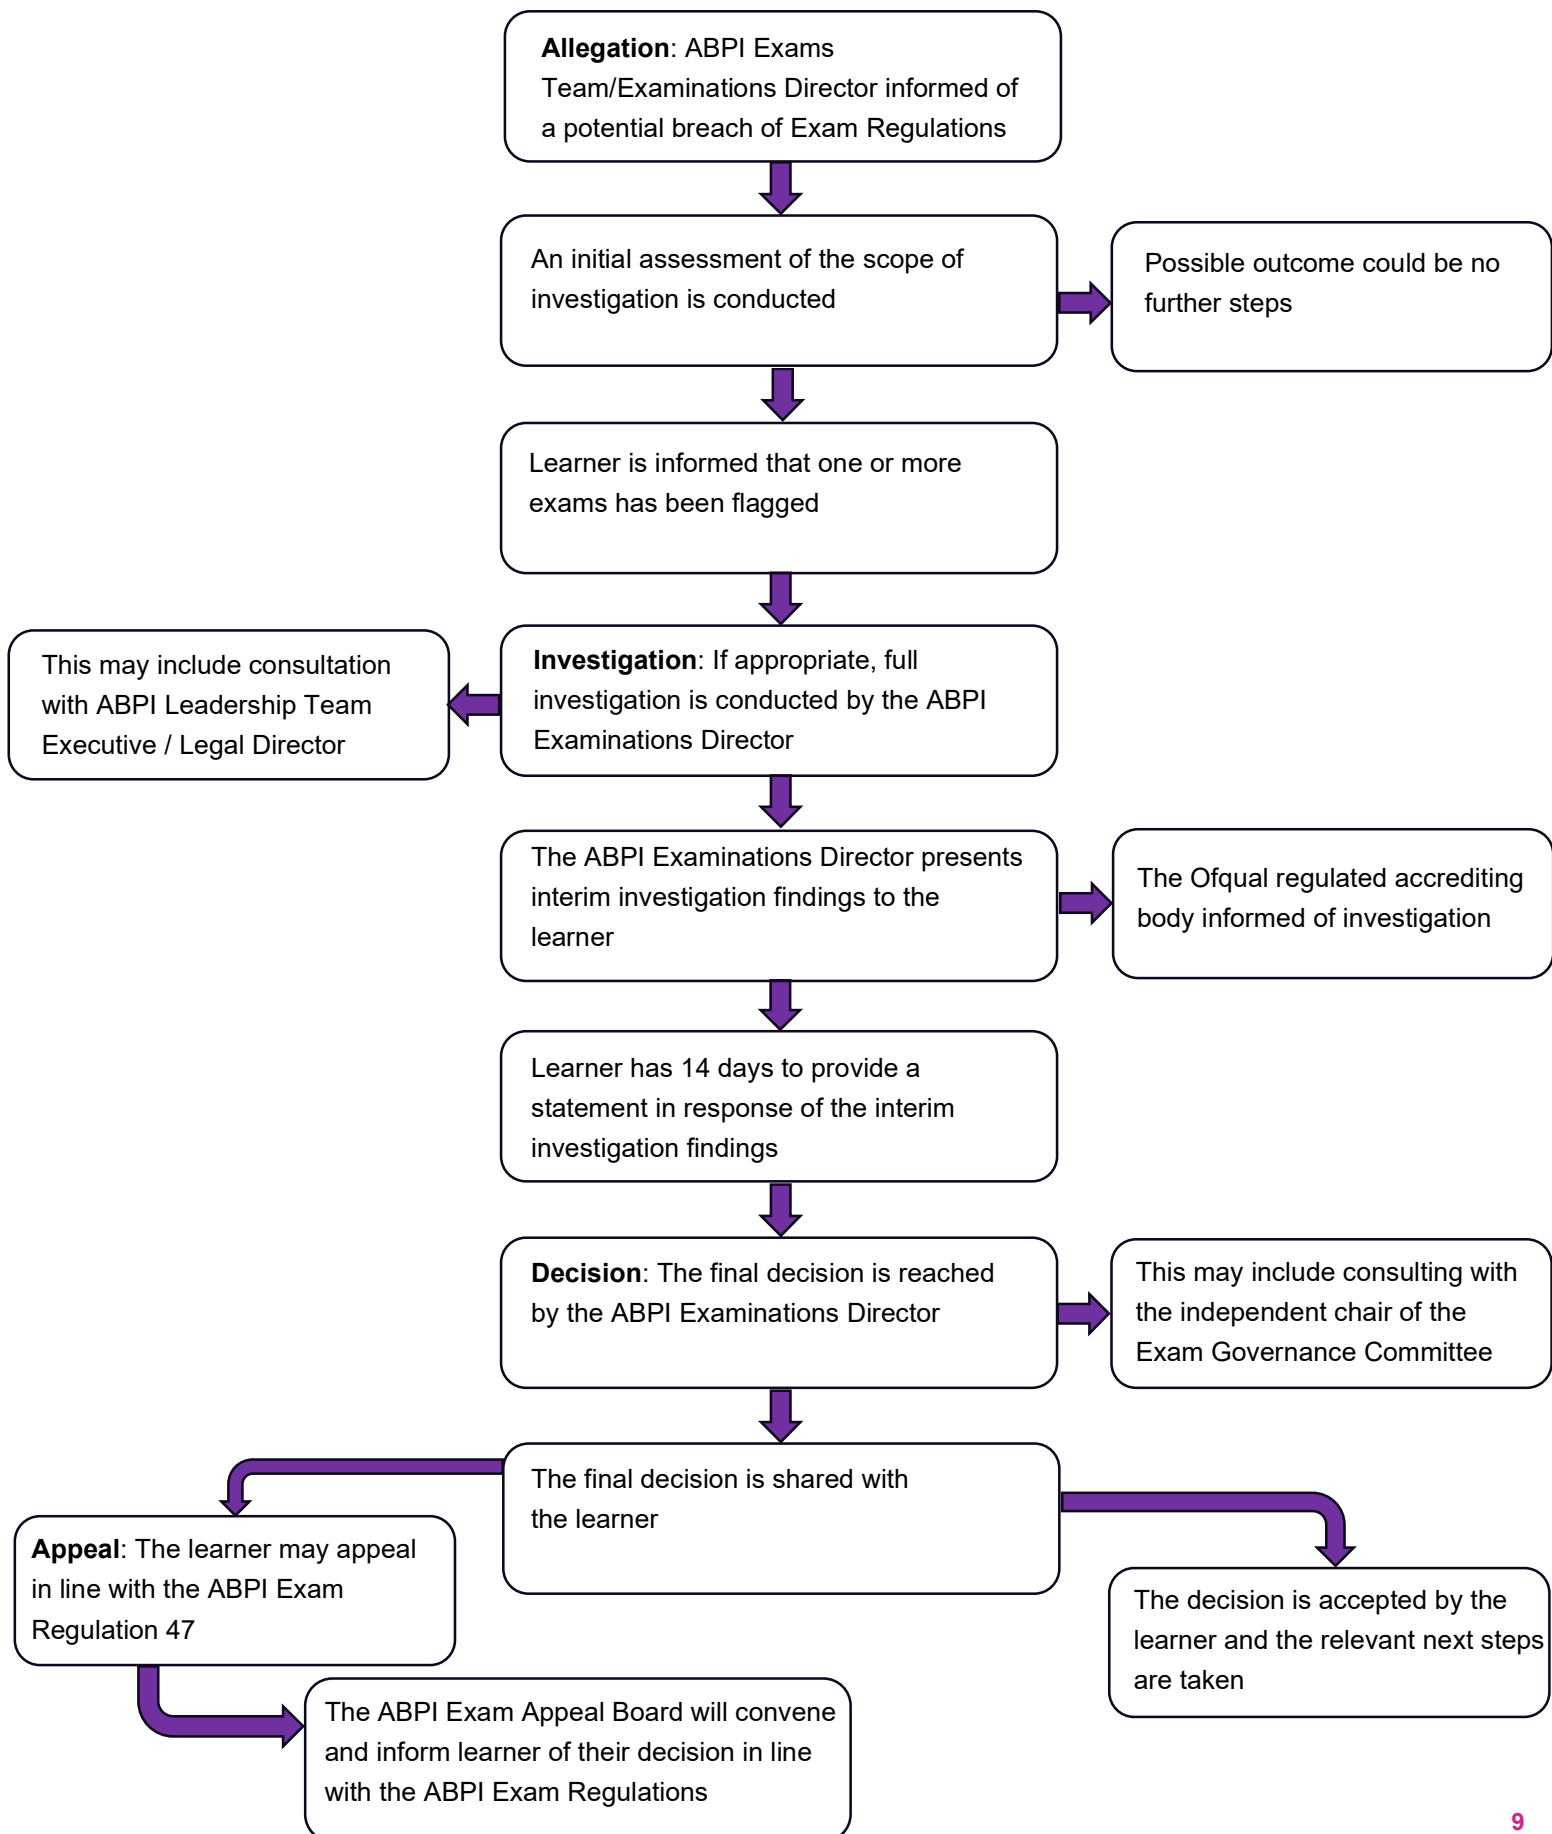 Allegation: ABPI Exams
Team/Examinations Director informed of
a potential breach of Exam Regulations
An initial assessment of the scope of
investigation is conducted
Possible outcome could be no
further steps
Learner is informed that one or more
exams has been flagged
Investigation: If appropriate, full
investigation is conducted by the ABPI
Examinations Director
This may include consultation
with ABPI Leadership Team
Executive / Legal Director
The ABPI Examinations Director presents
interim investigation findings to the
learner
The Ofqual regulated accrediting
body informed of investigation
Learner has 14 days to provide a
statement in response of the interim
investigation findings
Decision: The final decision is reached
by the ABPI Examinations Director
This may include consulting with
the independent chair of the
Exam Governance Committee
The final decision is shared with
the learner
Appeal: The learner may appeal
in line with the ABPI Exam
Regulation 47
The decision is accepted by the
learner and the relevant next steps
are taken
The ABPI Exam Appeal Board will convene
and inform learner of their decision in line
with the ABPI Exam Regulations
9